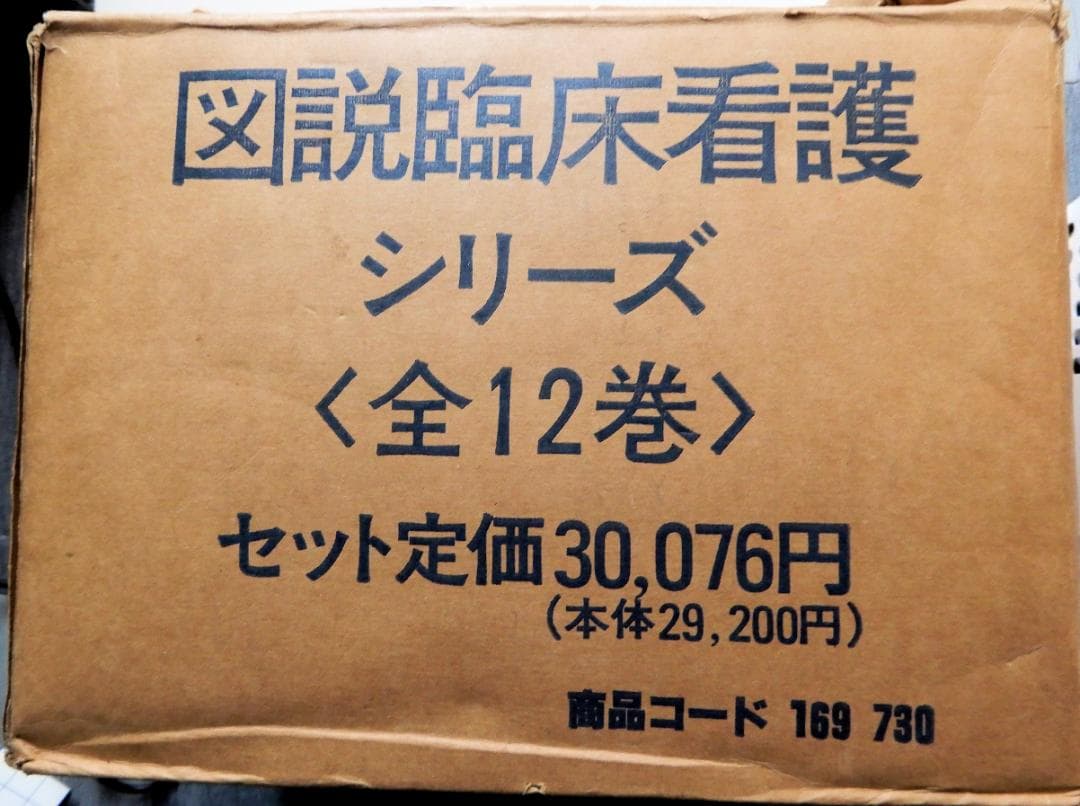 図説臨床看護
シリーズ
〈全12巻〉
セット定価30,076円
(本体29,200円)
商品コード 169 730